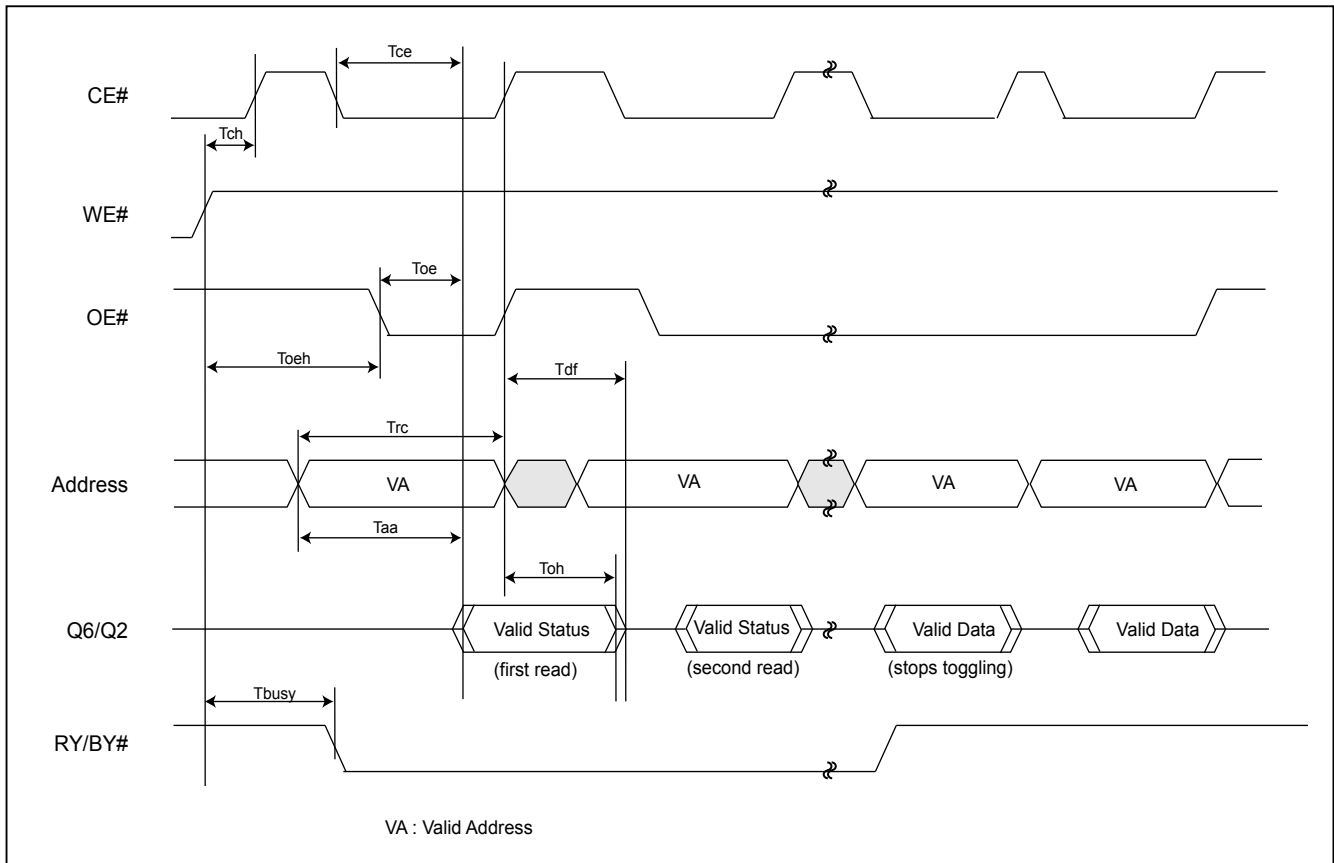 Tce
CE#
Tch
WE#
Toe
OE#
Toeh
Tdf
Trc
Address
VA
VA
VA
VA
Taa
Toh
Q6/Q2
Valid Status
Valid Status
Valid Data
Valid Data
(first read)
(second read)
(stops toggling)
Tbusy
RY/BY#
VA : Valid Address